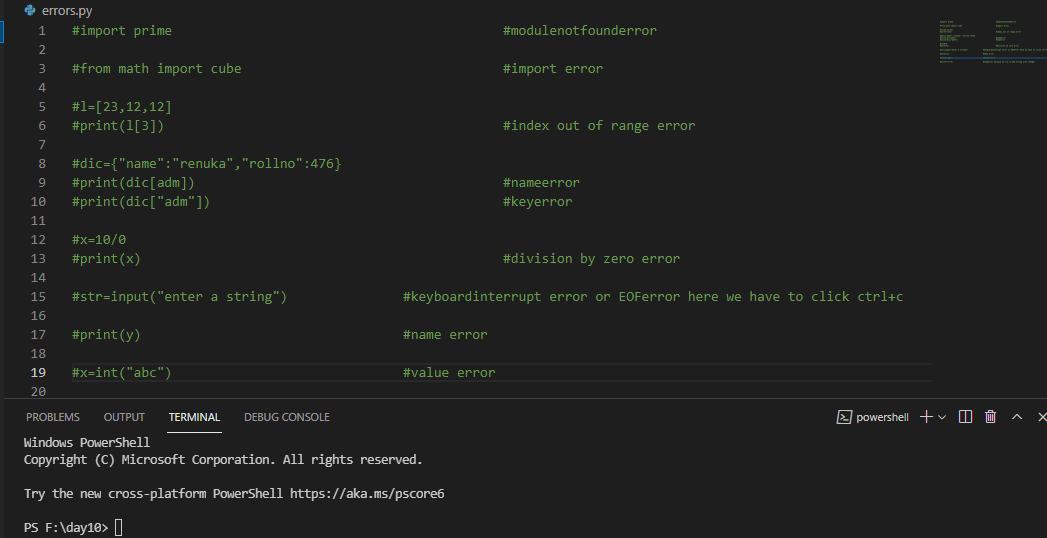 errors.py
1 #import prime #modulenotfounderror
2
3 #from math import cube #import error
4
5 #l=[23,12,12]
6 #print(l[3]) #index out of range error
7
8 #dic={"name":"renuka","rollno":476}
9 #print(dic[adm]) #nameerror
10 #print(dic["adm"]) #keyerror
11
12 #x=10/0
13 #print(x) #division by zero error
14
15 #str=input("enter a string") #keyboardinterrupt error or EOFerror here we have to click ctrl+c
16
17 #print(y) #name error
18
19 #x=int("abc") #value error
20
PROBLEMS OUTPUT TERMINAL DEBUG CONSOLE powershell
Windows PowerShell
Copyright (C) Microsoft Corporation. All rights reserved.
Try the new cross-platform PowerShell https://aka.ms/pscore6
PS F:\day10>